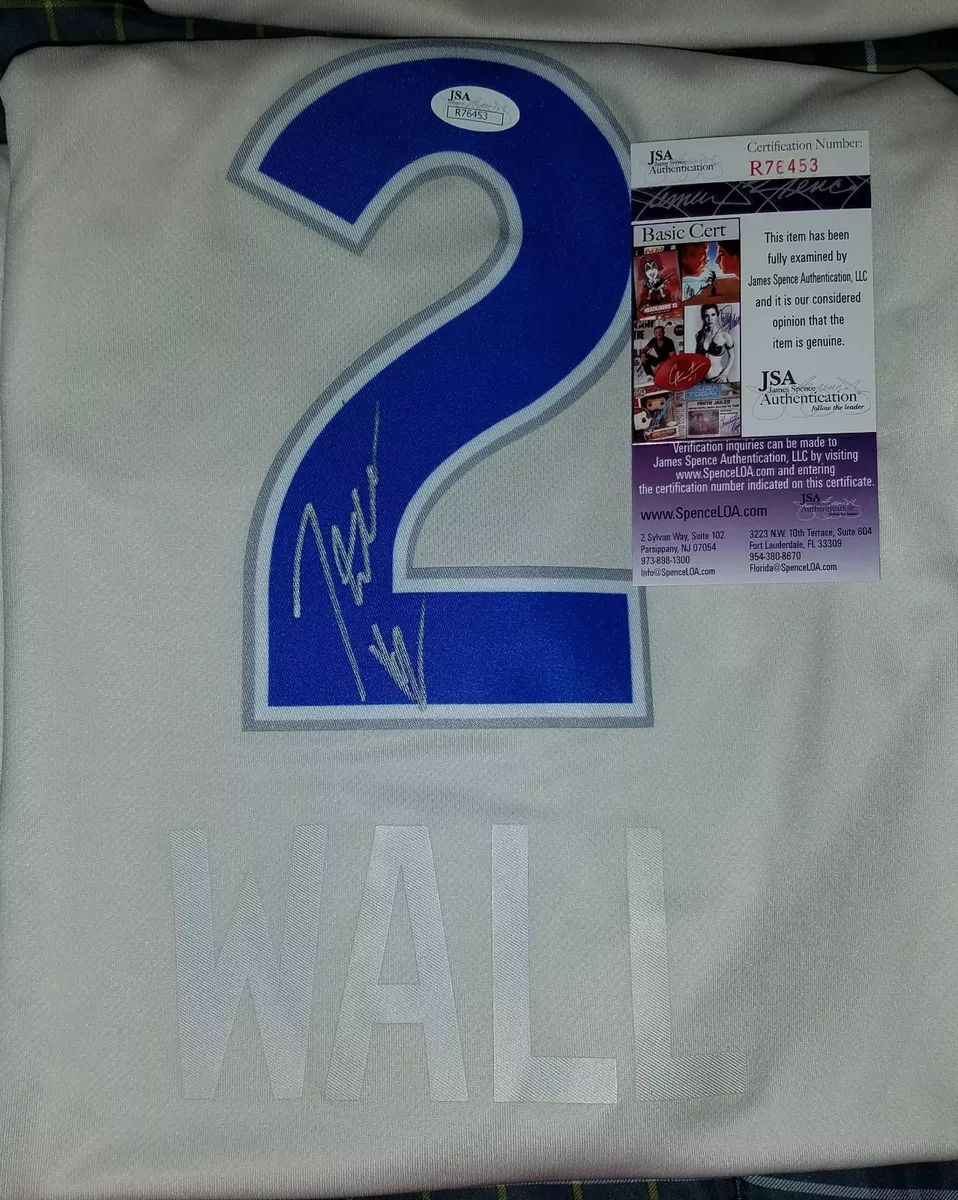 2
JSA
R76453
JSA
James Spence
Authentication
Certification Number:
R76453
Basic Cert
This item has been
fully examined by
James Spence Authentication, LLC
and it is our considered
opinion that the
item is genuine.
JSA
James Spence
Authentication
follow the leader
Verification inquiries can be made to
James Spence Authentication, LLC by visiting
www.SpenceLOA.com and entering
the certification number indicated on this certificate.
JSA
Authentication
www.SpenceLOA.com
2 Sylvan Way, Suite 102
Parsippany, NJ 07054
973-898-1300
Info@SpenceLOA.com
3223 N.W. 10th Terrace, Suite 604
Fort Lauderdale, FL 33309
954-380-8670
Florida@SpenceLOA.com
WALL